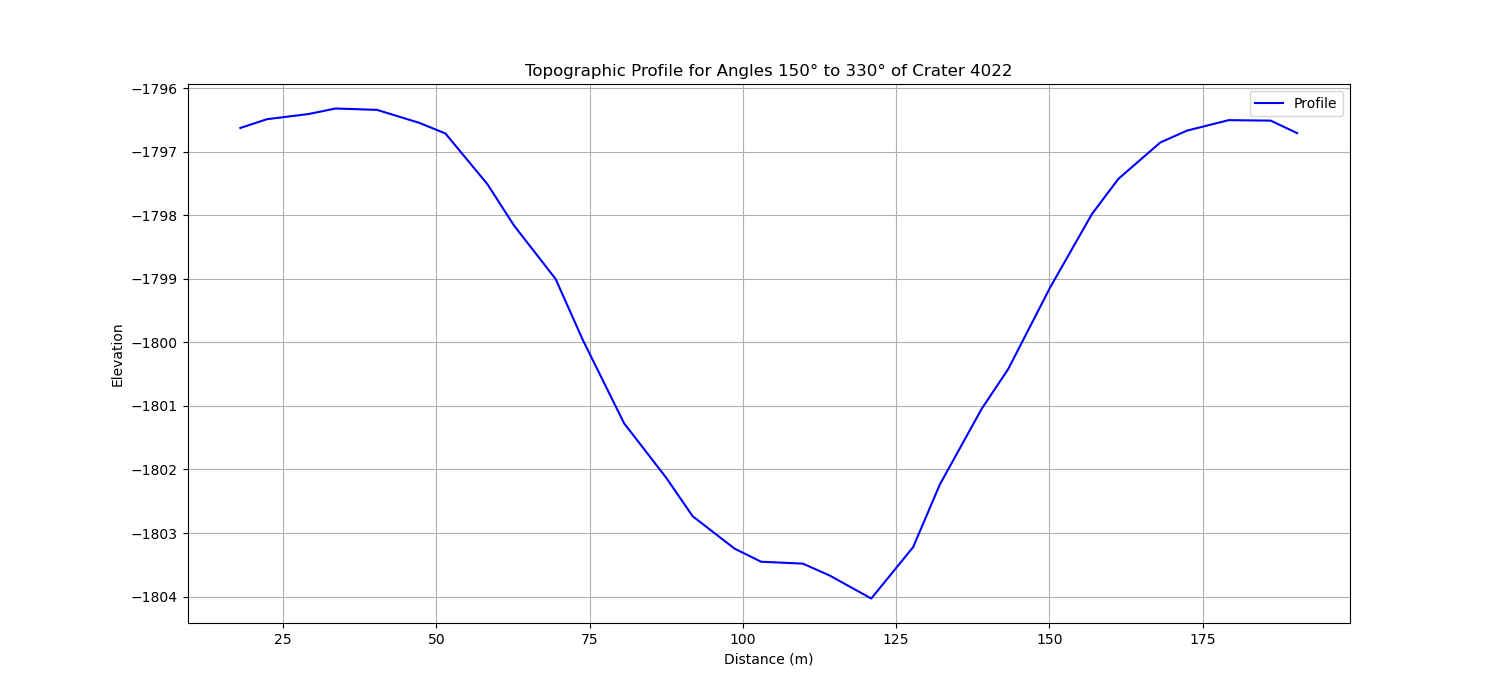 Topographic Profile for Angles 150° to 330° of Crater 4022
Profile
−1796
−1797
−1798
−1799
−1800
−1801
−1802
−1803
−1804
Elevation
25 50 75 100 125 150 175
Distance (m)